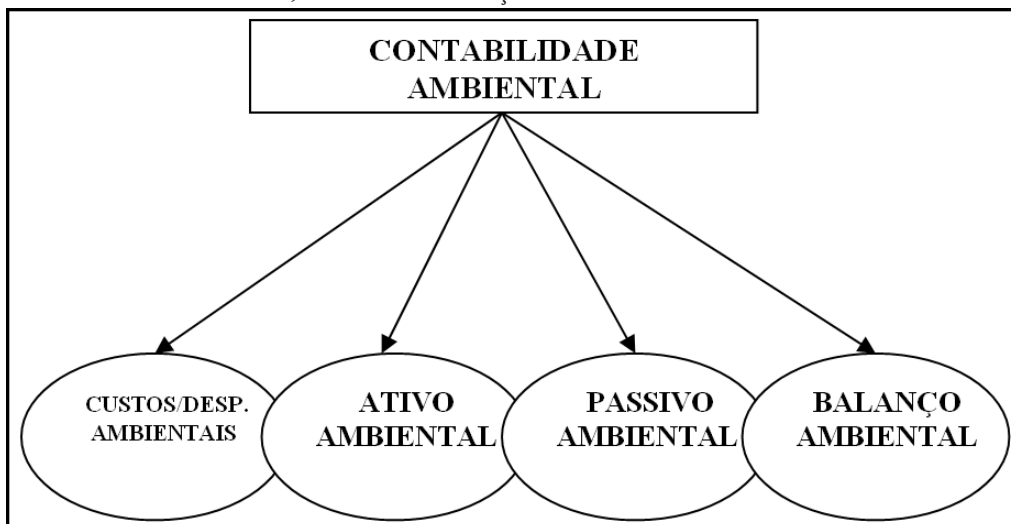 CONTABILIDADE
AMBIENTAL
CUSTOS/DESP.
AMBIENTAIS
ATIVO
AMBIENTAL
PASSIVO
AMBIENTAL
BALANÇO
AMBIENTAL